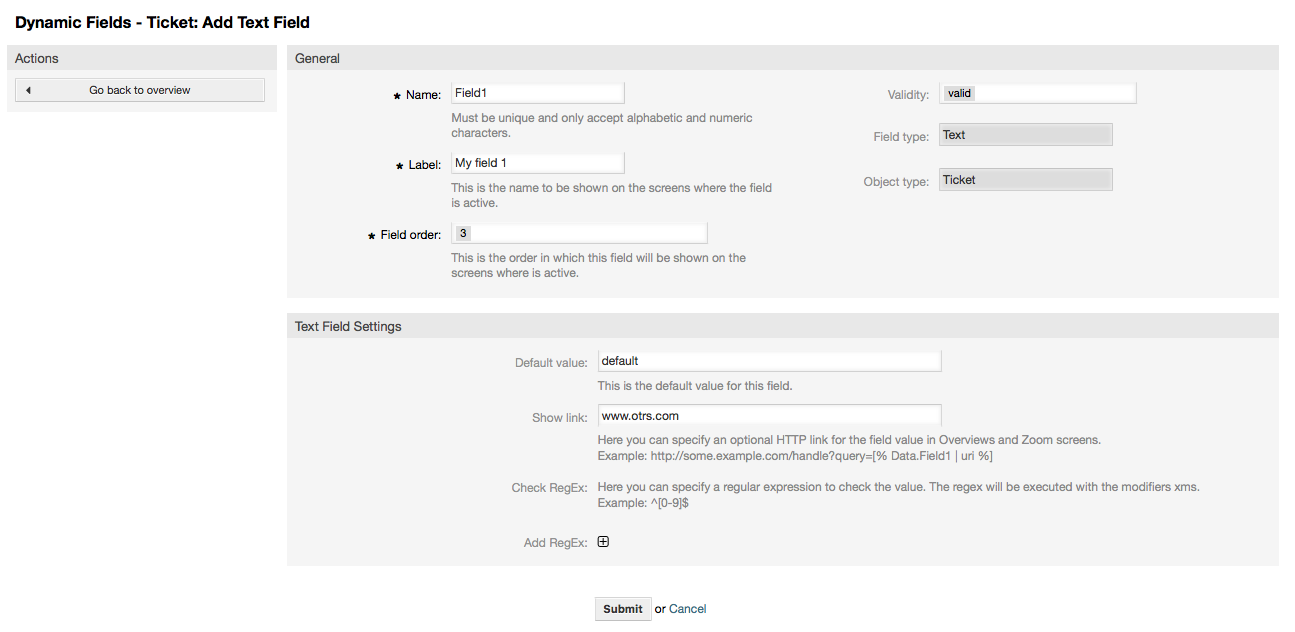 Dynamic Fields - Ticket: Add Text Field
Actions
Go back to overview
General
★ Name: Field1
Must be unique and only accept alphabetic and numeric
characters.
★ Label: My field 1
This is the name to be shown on the screens where the field
is active.
★ Field order: 3
This is the order in which this field will be shown on the
screens where is active.
Validity: valid
Field type: Text
Object type: Ticket
Text Field Settings
Default value: default
This is the default value for this field.
Show link: www.otrs.com
Here you can specify an optional HTTP link for the field value in Overviews and Zoom screens.
Example: http://some.example.com/handle?query=[% Data.Field1 | uri %]
Check RegEx: Here you can specify a regular expression to check the value. The regex will be executed with the modifiers xms.
Example: ^[0-9]$
Add RegEx:
Submit or Cancel